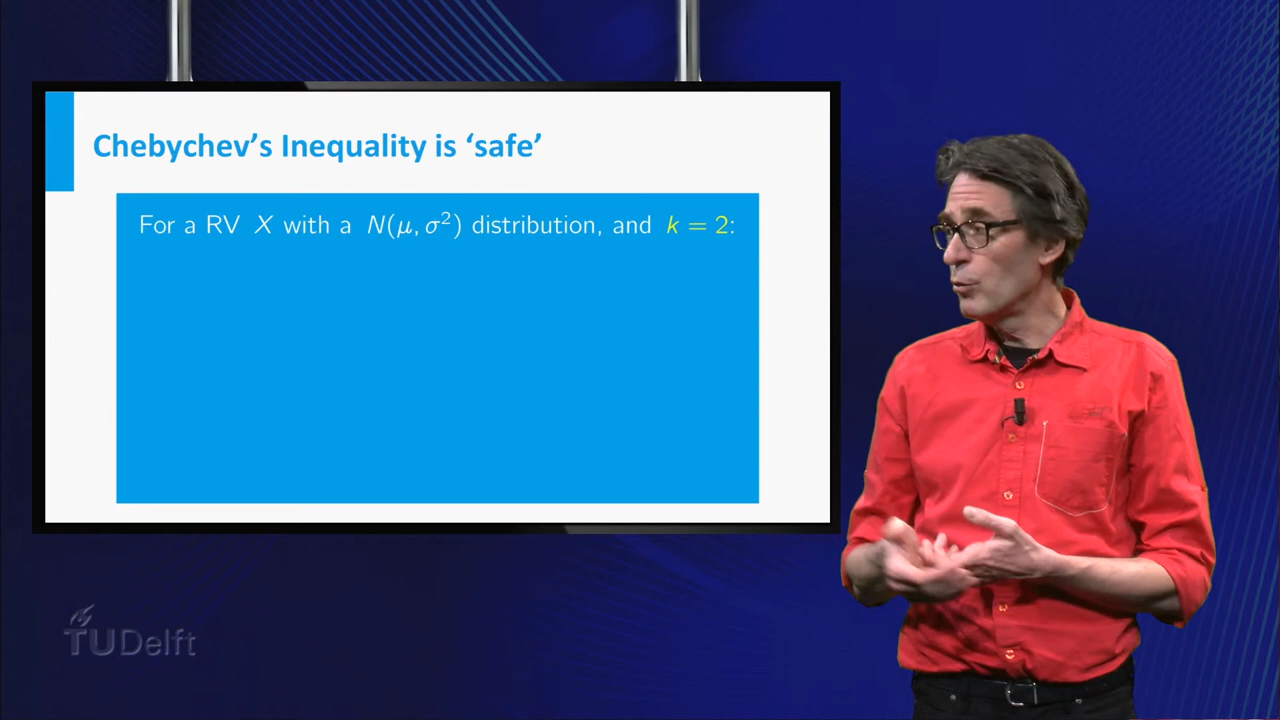 Chebychev's Inequality is 'safe'
For a RV X with a N(μ, σ²) distribution, and k = 2:
TUDelft